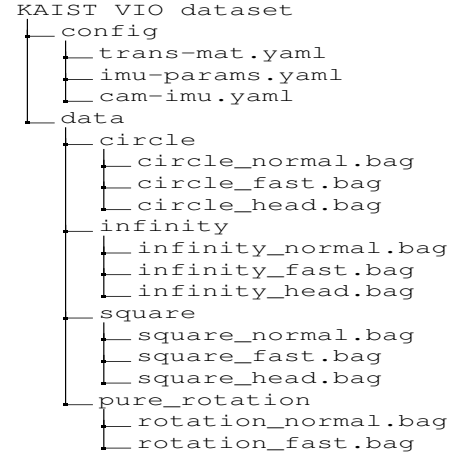 KAIST VIO dataset
config
trans-mat.yaml
imu-params.yaml
cam-imu.yaml
data
circle
circle_normal.bag
circle_fast.bag
circle_head.bag
infinity
infinity_normal.bag
infinity_fast.bag
infinity_head.bag
square
square_normal.bag
square_fast.bag
square_head.bag
pure_rotation
rotation_normal.bag
rotation_fast.bag